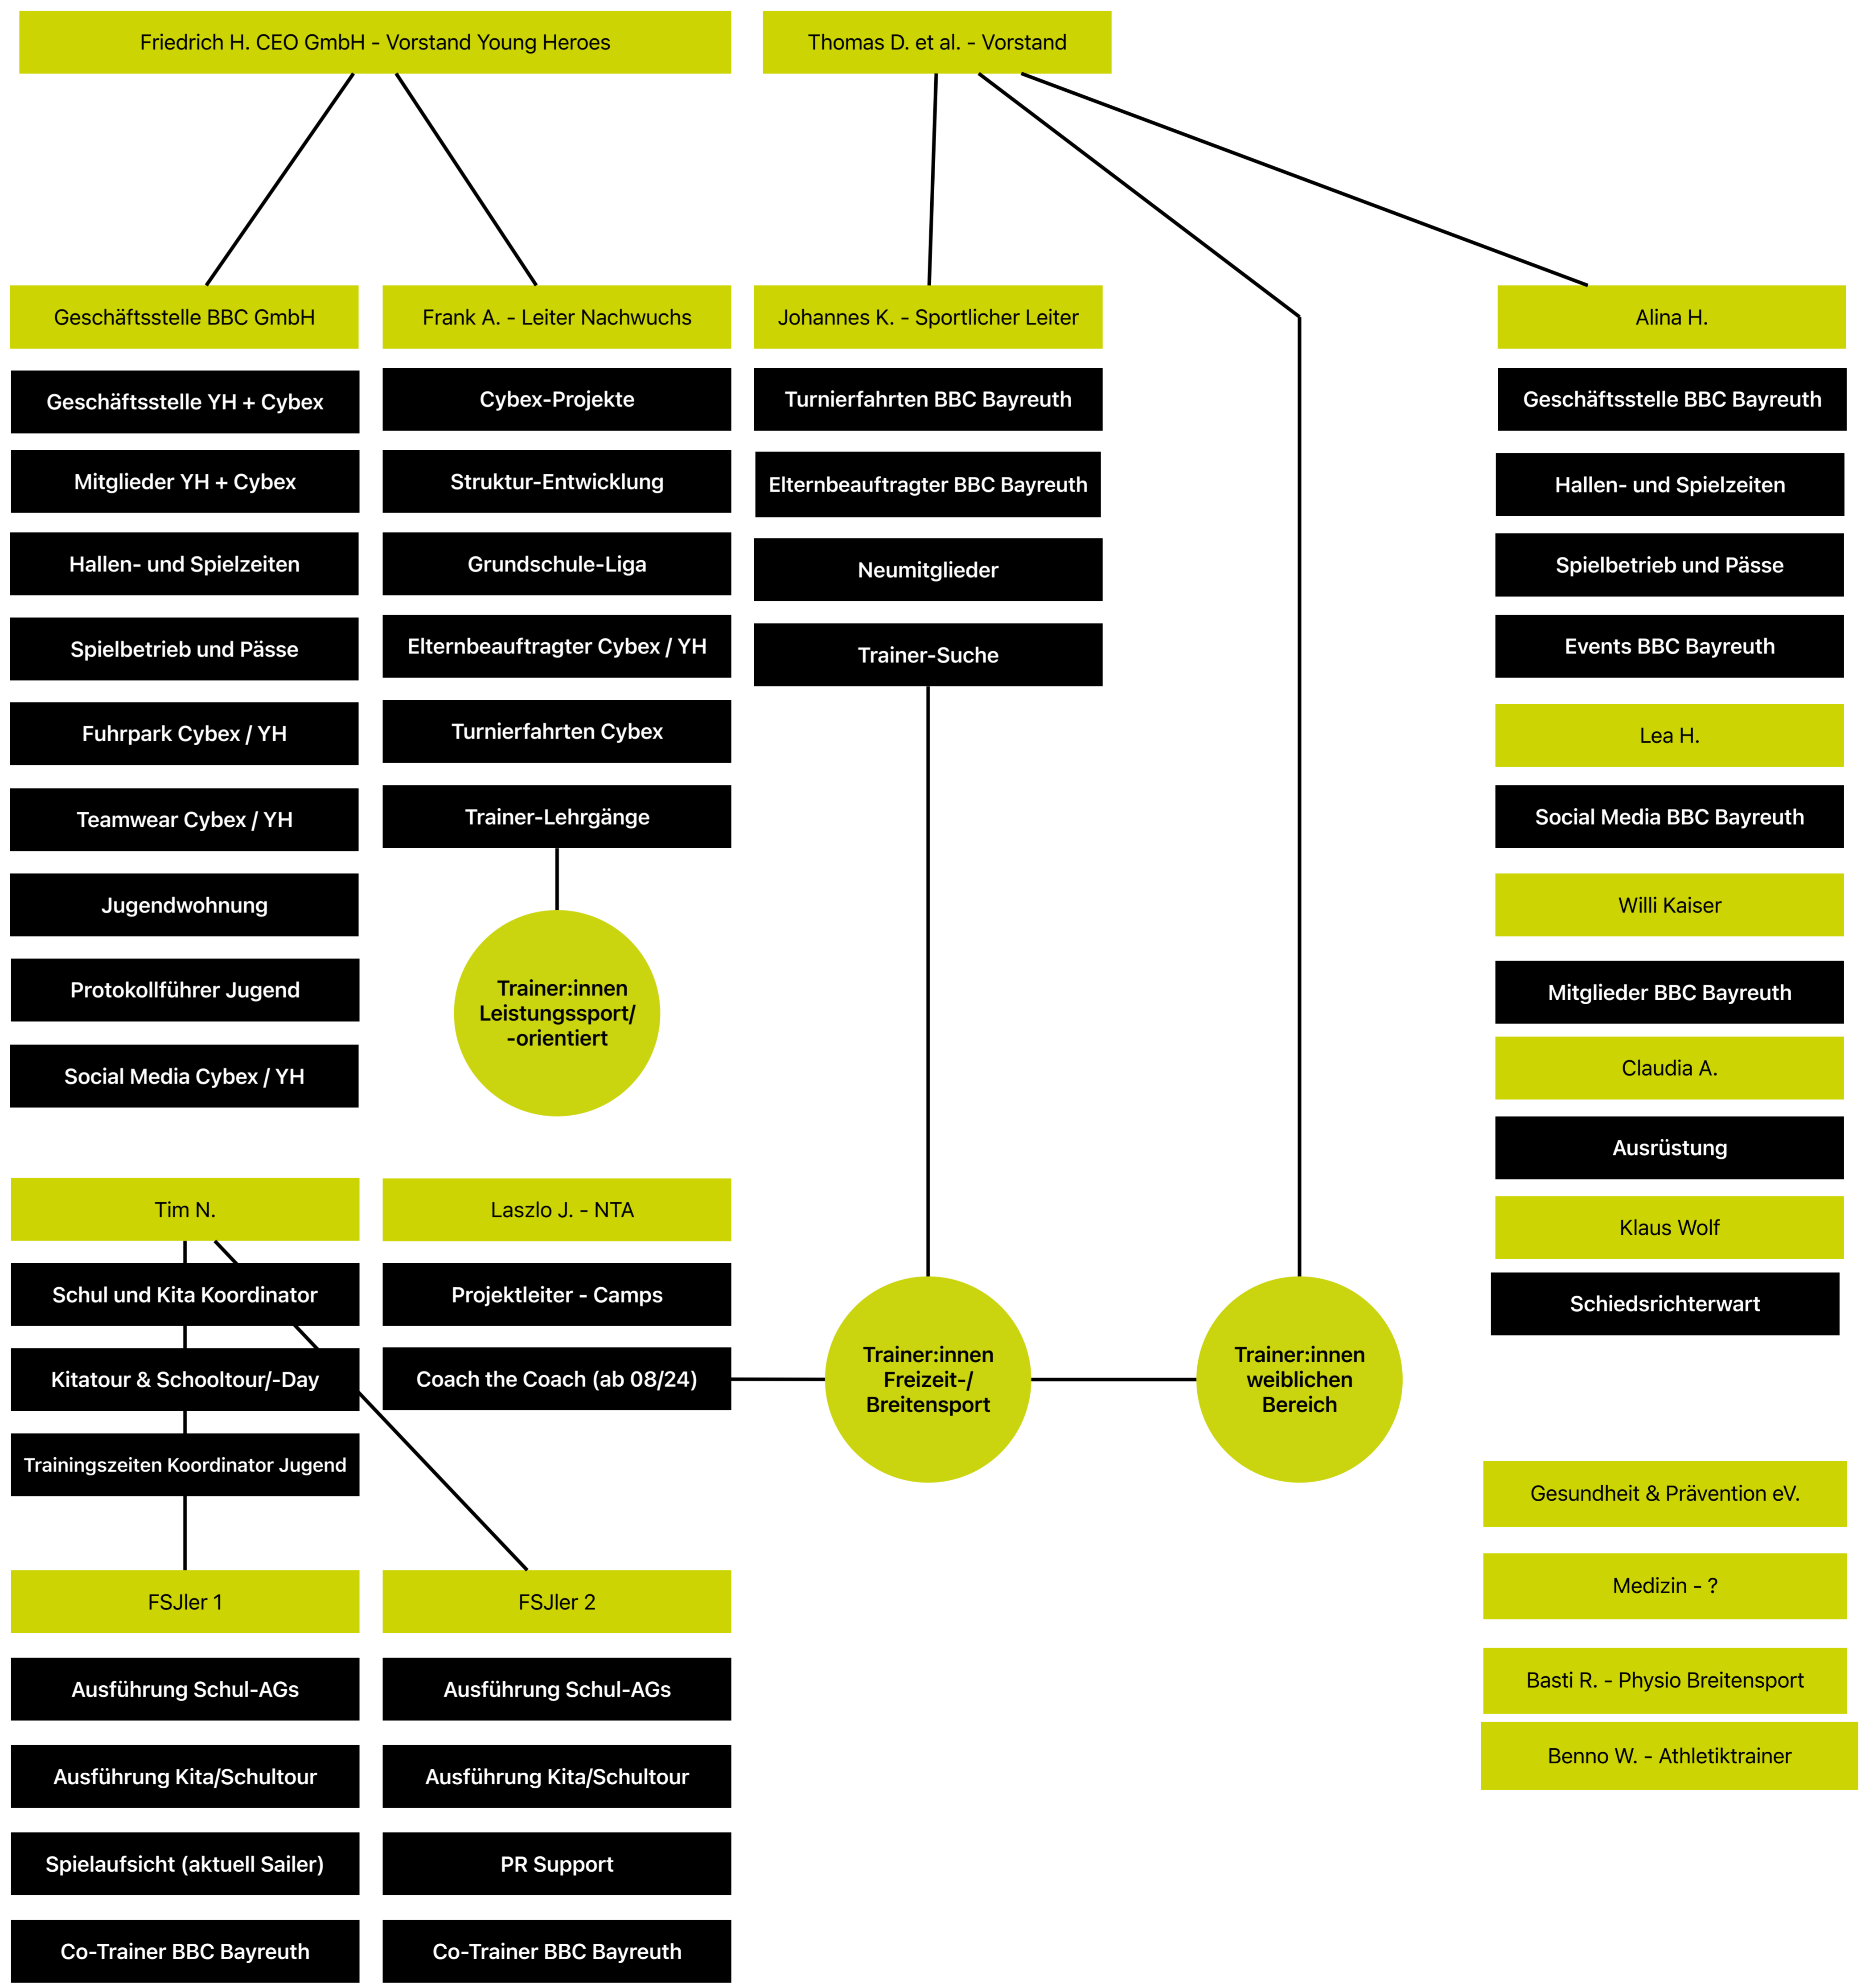 Friedrich H. CEO GmbH - Vorstand Young Heroes
Thomas D. et al. - Vorstand
Geschäftsstelle BBC GmbH
Geschäftsstelle YH + Cybex
Mitglieder YH + Cybex
Hallen- und Spielzeiten
Spielbetrieb und Pässe
Fuhrpark Cybex / YH
Teamwear Cybex / YH
Jugendwohnung
Protokollführer Jugend
Social Media Cybex / YH
Frank A. - Leiter Nachwuchs
Cybex-Projekte
Struktur-Entwicklung
Grundschule-Liga
Elternbeauftragter Cybex / YH
Turnierfahrten Cybex
Trainer-Lehrgänge
Trainer:innen
Leistungssport/
-orientiert
Johannes K. - Sportlicher Leiter
Turnierfahrten BBC Bayreuth
Elternbeauftragter BBC Bayreuth
Neumitglieder
Trainer-Suche
Alina H.
Geschäftsstelle BBC Bayreuth
Hallen- und Spielzeiten
Spielbetrieb und Pässe
Events BBC Bayreuth
Lea H.
Social Media BBC Bayreuth
Willi Kaiser
Mitglieder BBC Bayreuth
Claudia A.
Ausrüstung
Klaus Wolf
Schiedsrichterwart
Tim N.
Schul und Kita Koordinator
Kitatour & Schooltour/-Day
Trainingszeiten Koordinator Jugend
Laszlo J. - NTA
Projektleiter - Camps
Coach the Coach (ab 08/24)
Trainer:innen
Freizeit-/
Breitensport
Trainer:innen
weiblichen
Bereich
FSJler 1
Ausführung Schul-AGs
Ausführung Kita/Schultour
Spielaufsicht (aktuell Sailer)
Co-Trainer BBC Bayreuth
FSJler 2
Ausführung Schul-AGs
Ausführung Kita/Schultour
PR Support
Co-Trainer BBC Bayreuth
Gesundheit & Prävention eV.
Medizin - ?
Basti R. - Physio Breitensport
Benno W. - Athletiktrainer